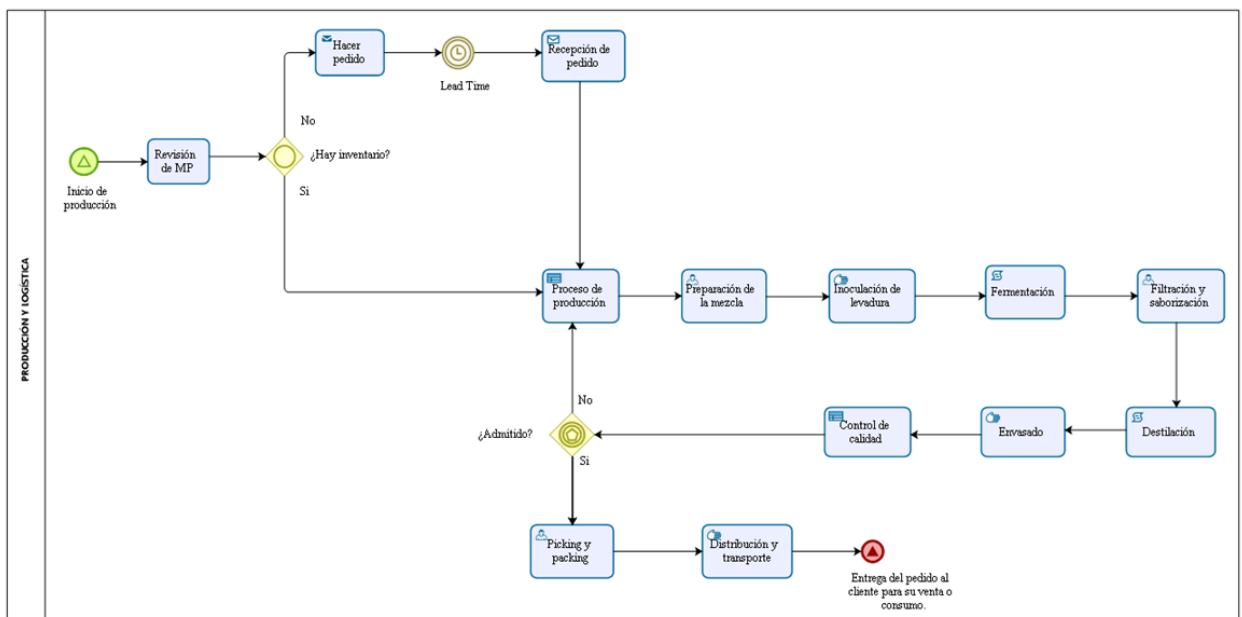 PRODUCCIÓN Y LOGÍSTICA
Hacer
pedido
Lead Time
Recepción de
pedido
Inicio de
producción
Revisión
de MP
No
¿Hay inventario?
Si
Proceso de
producción
Preparación de
la mezcla
Inoculación de
levadura
Fermentación
Filtración y
saborización
Destilación
Envasado
Control de
calidad
¿Admitido?
No
Si
Picking y
packing
Distribución y
transporte
Entrega del pedido al
cliente para su venta o
consumo.